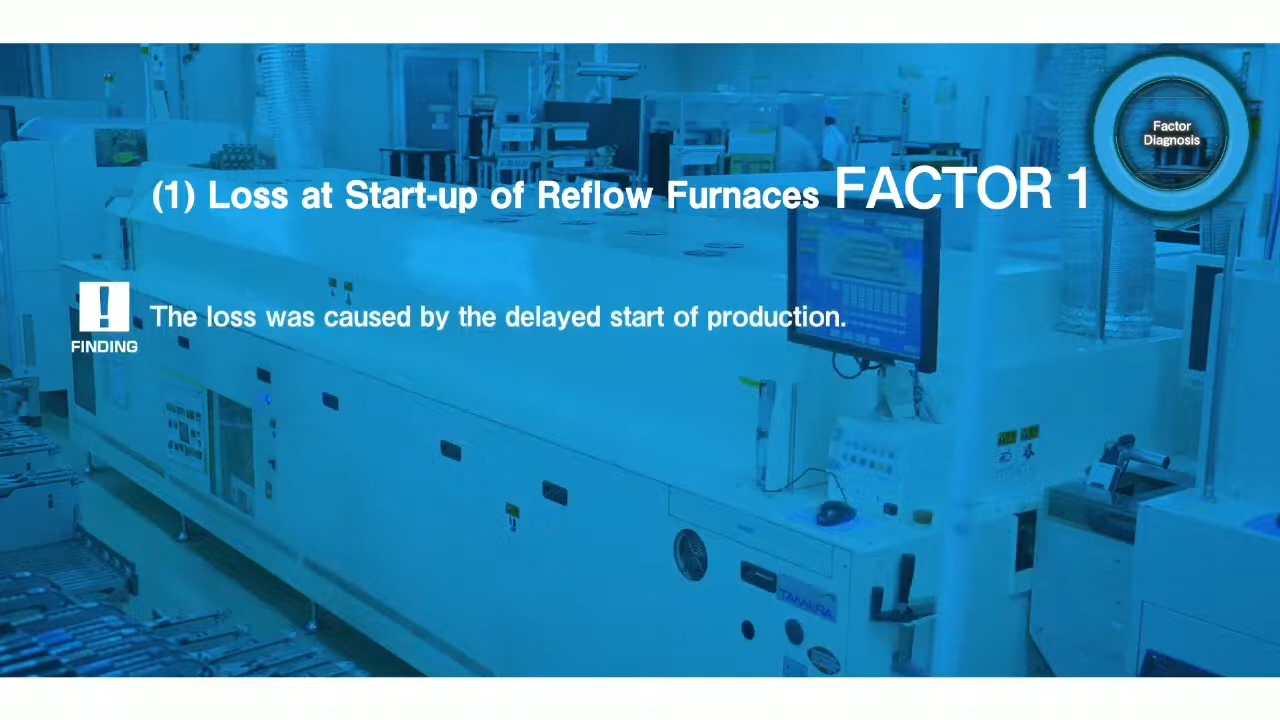 Factor
Diagnosis
(1) Loss at Start-up of Reflow Furnaces FACTOR 1
! The loss was caused by the delayed start of production.
FINDING
TAMURA